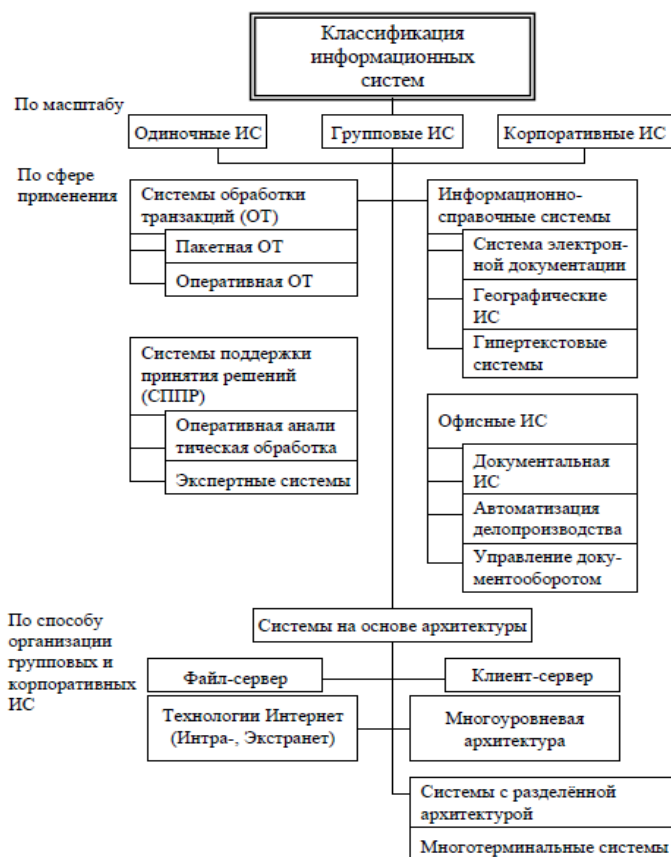 Классификация
информационных
систем
По масштабу
Одиночные ИС
Групповые ИС
Корпоративные ИС
По сфере
применения
Системы обработки
транзакций (ОТ)
Пакетная ОТ
Оперативная ОТ
Информационно-
справочные системы
Система электрон-
ной документации
Географические
ИС
Гипертекстовые
системы
Системы поддержки
принятия решений
(СППР)
Оперативная анали
тическая обработка
Экспертные системы
Офисные ИС
Документальная
ИС
Автоматизация
делопроизводства
Управление доку-
ментооборотом
По способу
организации
групповых и
корпоративных
ИС
Системы на основе архитектуры
Файл-сервер
Клиент-сервер
Технологии Интернет
(Интра-, Экстранет)
Многоуровневая
архитектура
Системы с разделённой
архитектурой
Многотерминальные системы